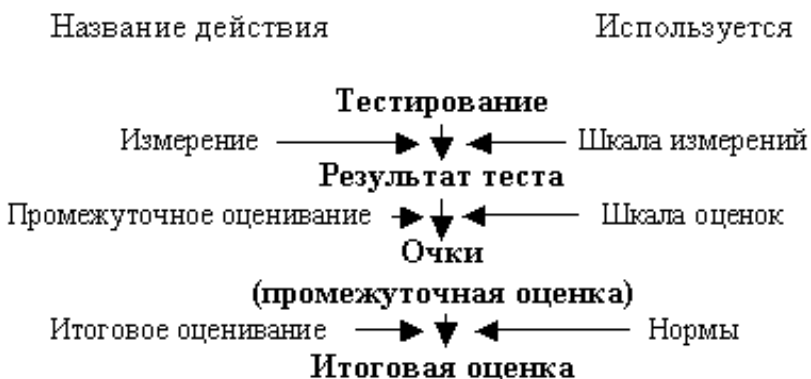 Название действия Используется
Тестирование
Измерение Шкала измерений
Результат теста
Промежуточное оценивание Шкала оценок
Очки
(промежуточная оценка)
Итоговое оценивание Нормы
Итоговая оценка